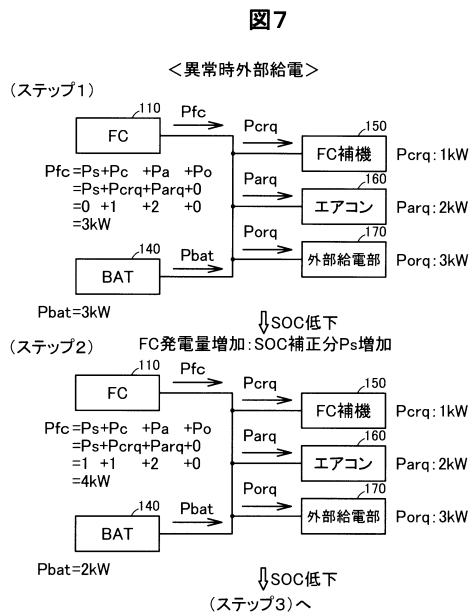 図7
＜異常時外部給電＞
(ステップ1)
110
FC
Pfc
Pcrq
150
FC補機
Pcrq:1kW
Pfc=Ps+Pc +Pa +Po
=Ps+Pcrq+Parq+0
=0 +1 +2 +0
=3kW
Parq
160
エアコン
Parq:2kW
140
BAT
Pbat
Porq
170
外部給電部
Porq:3kW
Pbat=3kW
SOC低下
(ステップ2)
FC発電量増加:SOC補正分Ps増加
110
FC
Pfc
Pcrq
150
FC補機
Pcrq:1kW
Pfc=Ps+Pc +Pa +Po
=Ps+Pcrq+Parq+0
=1 +1 +2 +0
=4kW
Parq
160
エアコン
Parq:2kW
140
BAT
Pbat
Porq
170
外部給電部
Porq:3kW
Pbat=2kW
SOC低下
(ステップ3)へ